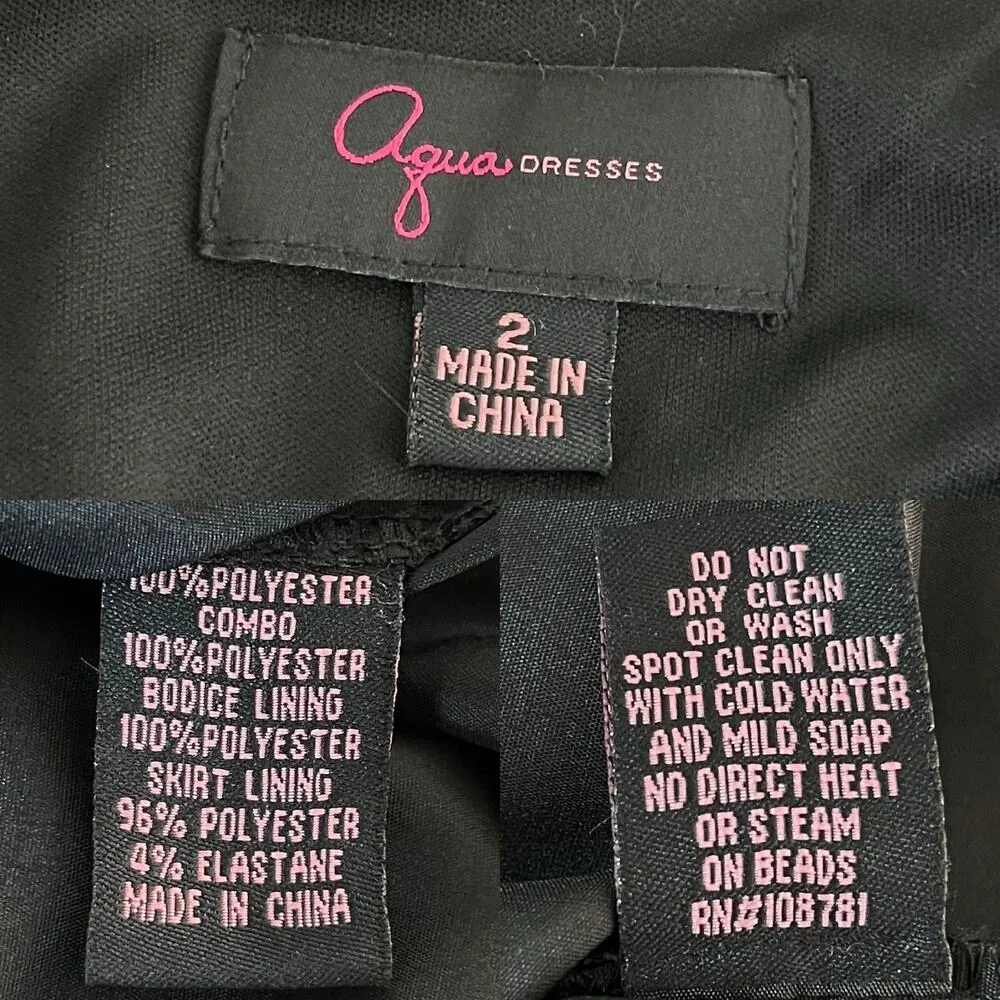 Aqua DRESSES
2
MADE IN
CHINA
100%POLYESTER
COMBO
100%POLYESTER
BODICE LINING
100%POLYESTER
SKIRT LINING
96% POLYESTER
4% ELASTANE
MADE IN CHINA
DO NOT
DRY CLEAN
OR WASH
SPOT CLEAN ONLY
WITH COLD WATER
AND MILD SOAP
NO DIRECT HEAT
OR STEAM
ON BEADS
RN#108781